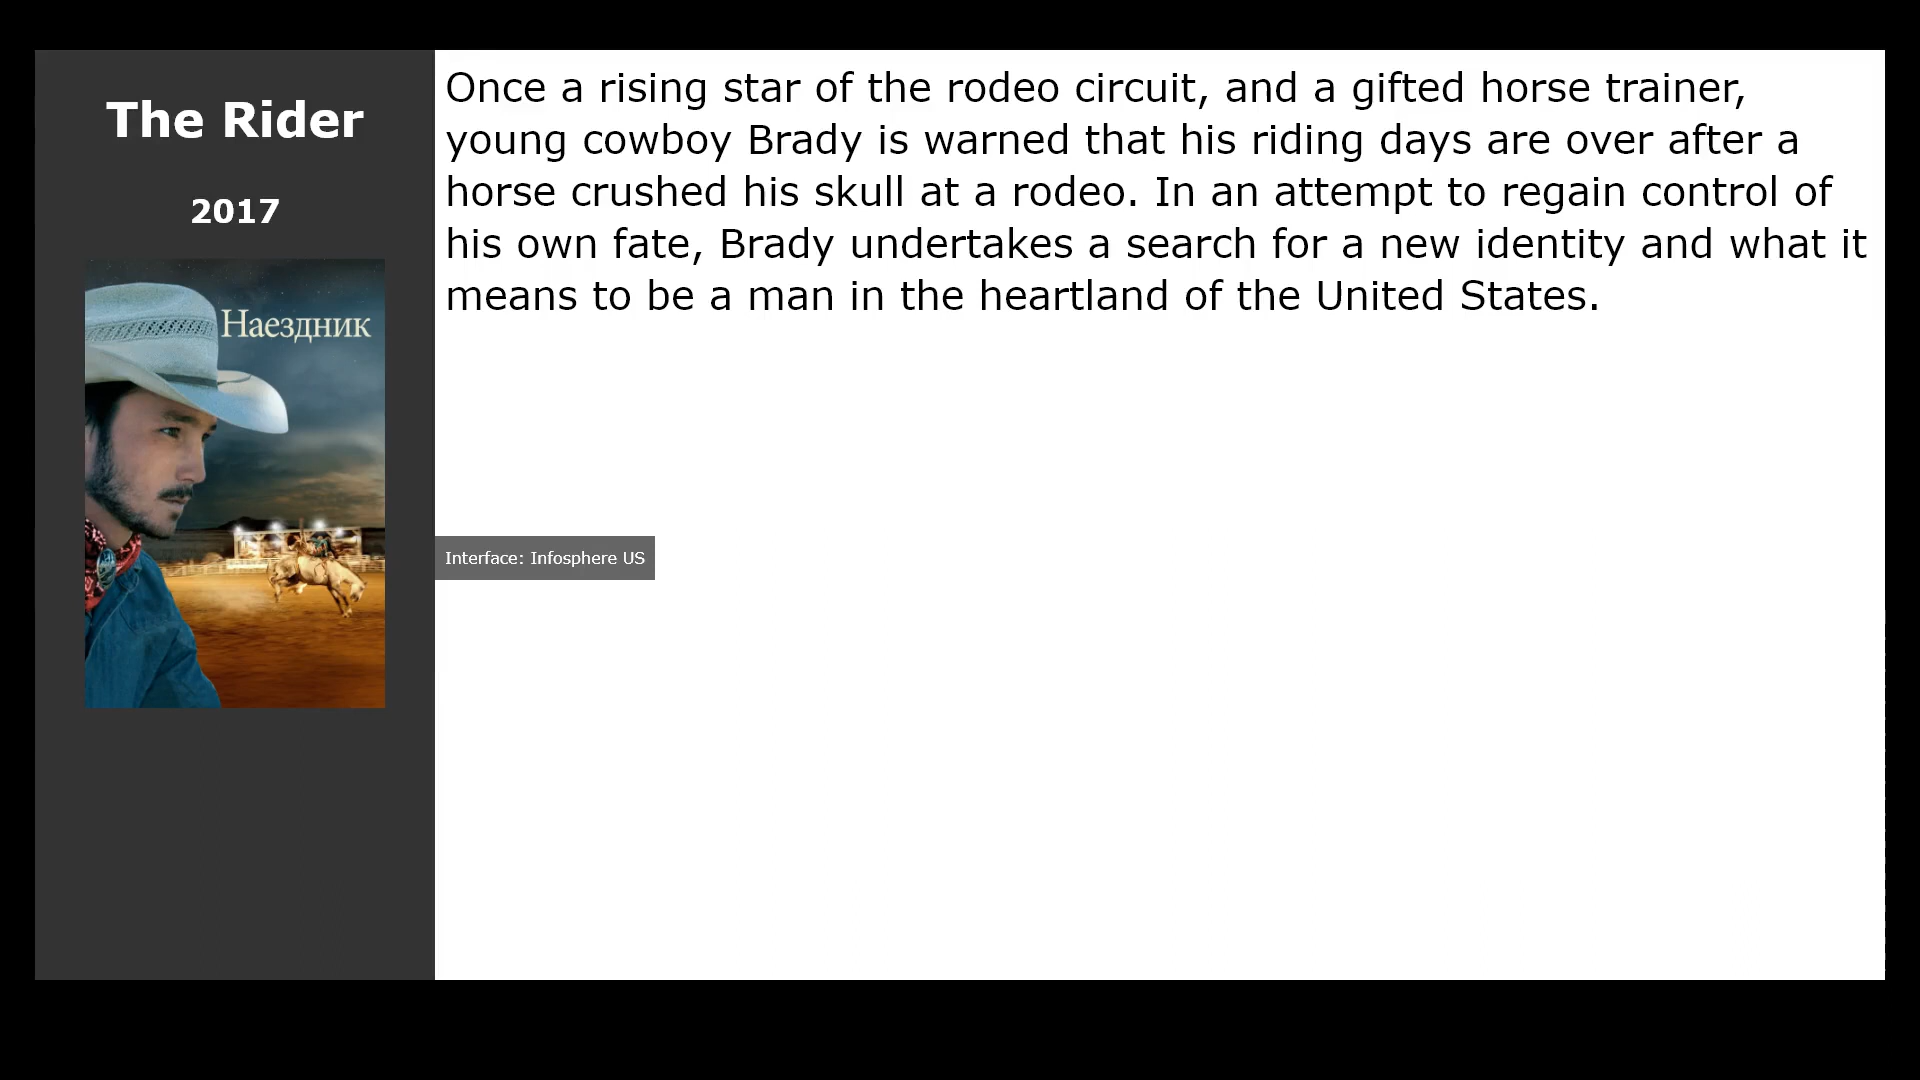 The Rider
2017
Наездник
Once a rising star of the rodeo circuit, and a gifted horse trainer,
young cowboy Brady is warned that his riding days are over after a
horse crushed his skull at a rodeo. In an attempt to regain control of
his own fate, Brady undertakes a search for a new identity and what it
means to be a man in the heartland of the United States.
Interface: Infosphere US